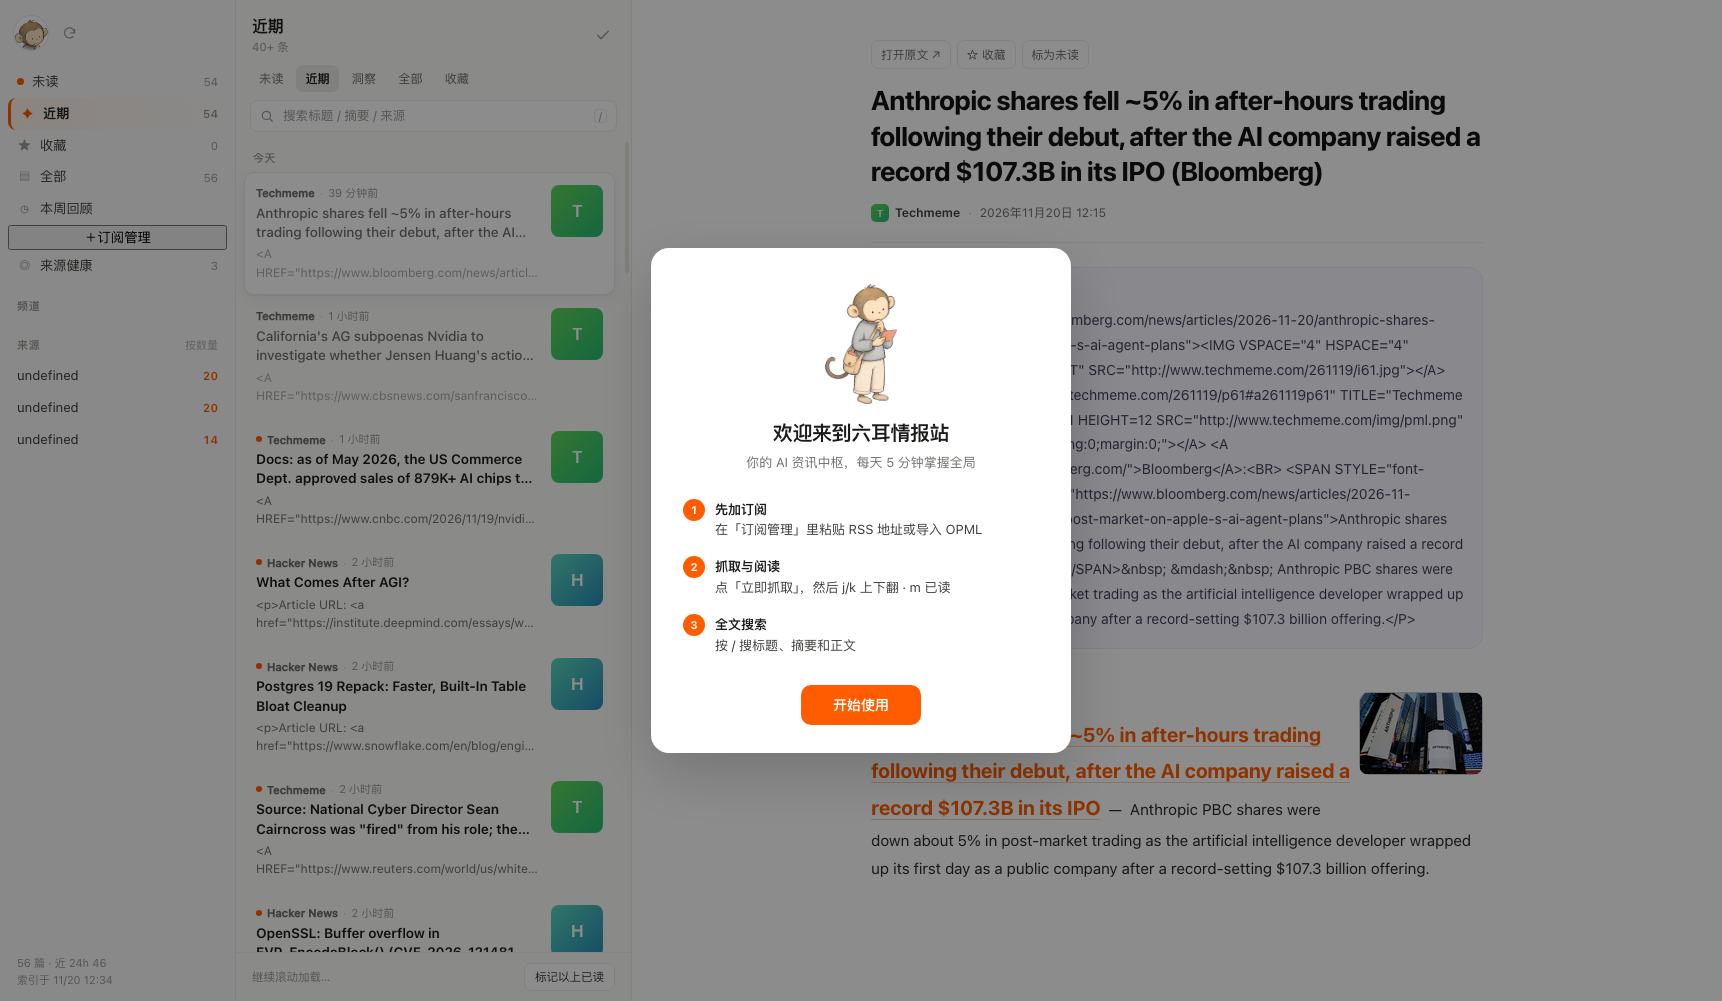 未读 54
近期 54
收藏 0
全部 56
本周回顾
+订阅管理
来源健康 3
频道
来源 按数量
undefined 20
undefined 20
undefined 14
56 篇 · 近 24h 46
索引于 11/20 12:34
近期
40+ 条
未读 近期 洞察 全部 收藏
搜索标题 / 摘要 / 来源 /
今天
Techmeme · 39 分钟前
Anthropic shares fell ~5% in after-hours
trading following their debut, after the AI...
<A
HREF="https://www.bloomberg.com/news/articl...
T
Techmeme · 1 小时前
California's AG subpoenas Nvidia to
investigate whether Jensen Huang's actio...
<A
HREF="https://www.cbsnews.com/sanfrancisco...
T
Techmeme · 1 小时前
Docs: as of May 2026, the US Commerce
Dept. approved sales of 879K+ AI chips t...
<A
HREF="https://www.cnbc.com/2026/11/19/nvidi...
T
Hacker News · 2 小时前
What Comes After AGI?
<p>Article URL: <a
href="https://institute.deepmind.com/essays/w...
H
Hacker News · 2 小时前
Postgres 19 Repack: Faster, Built-In Table
Bloat Cleanup
<p>Article URL: <a
href="https://www.snowflake.com/en/blog/engi...
H
Techmeme · 2 小时前
Source: National Cyber Director Sean
Cairncross was "fired" from his role; the...
<A
HREF="https://www.reuters.com/world/us/white...
T
Hacker News · 2 小时前
OpenSSL: Buffer overflow in
H
继续滚动加载... 标记以上已读
打开原文 ↗ ☆ 收藏 标为未读
Anthropic shares fell ~5% in after-hours trading
following their debut, after the AI company raised a
record $107.3B in its IPO (Bloomberg)
T Techmeme · 2026年11月20日 12:15
mberg.com/news/articles/2026-11-20/anthropic-shares-
-s-ai-agent-plans"><IMG VSPACE="4" HSPACE="4"
T" SRC="http://www.techmeme.com/261119/i61.jpg"></A>
techmeme.com/261119/p61#a261119p61" TITLE="Techmeme
HEIGHT=12 SRC="http://www.techmeme.com/img/pml.png"
ng:0;margin:0;"></A> <A
erg.com/">Bloomberg</A>:<BR> <SPAN STYLE="font-
"https://www.bloomberg.com/news/articles/2026-11-
post-market-on-apple-s-ai-agent-plans">Anthropic shares
ng following their debut, after the AI company raised a record
/SPAN>&nbsp; &mdash;&nbsp; Anthropic PBC shares were
ket trading as the artificial intelligence developer wrapped up
pany after a record-setting $107.3 billion offering.</P>
~5% in after-hours trading
following their debut, after the AI company raised a
record $107.3B in its IPO — Anthropic PBC shares were
down about 5% in post-market trading as the artificial intelligence developer wrapped
up its first day as a public company after a record-setting $107.3 billion offering.
欢迎来到六耳情报站
你的 AI 资讯中枢，每天 5 分钟掌握全局
1 先加订阅
在「订阅管理」里粘贴 RSS 地址或导入 OPML
2 抓取与阅读
点「立即抓取」，然后 j/k 上下翻 · m 已读
3 全文搜索
按 / 搜标题、摘要和正文
开始使用